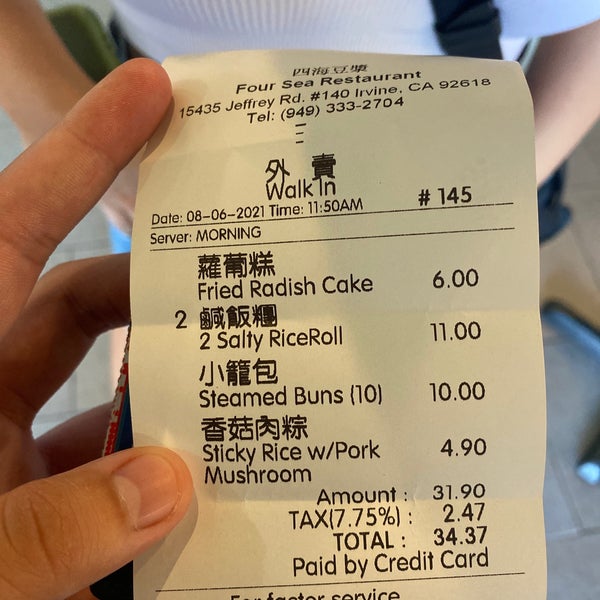 四海豆漿
Four Sea Restaurant
15435 Jeffrey Rd. #140 Irvine, CA 92618
Tel: (949) 333-2704
外 賣
Walk In # 145
Date: 08-06-2021 Time: 11:50AM
Server: MORNING
蘿蔔糕
Fried Radish Cake 6.00
2 鹹飯糰
2 Salty RiceRoll 11.00
小籠包
Steamed Buns (10) 10.00
香菇肉粽
Sticky Rice w/Pork 4.90
Mushroom
Amount : 31.90
TAX(7.75%) : 2.47
TOTAL : 34.37
Paid by Credit Card
For faster service